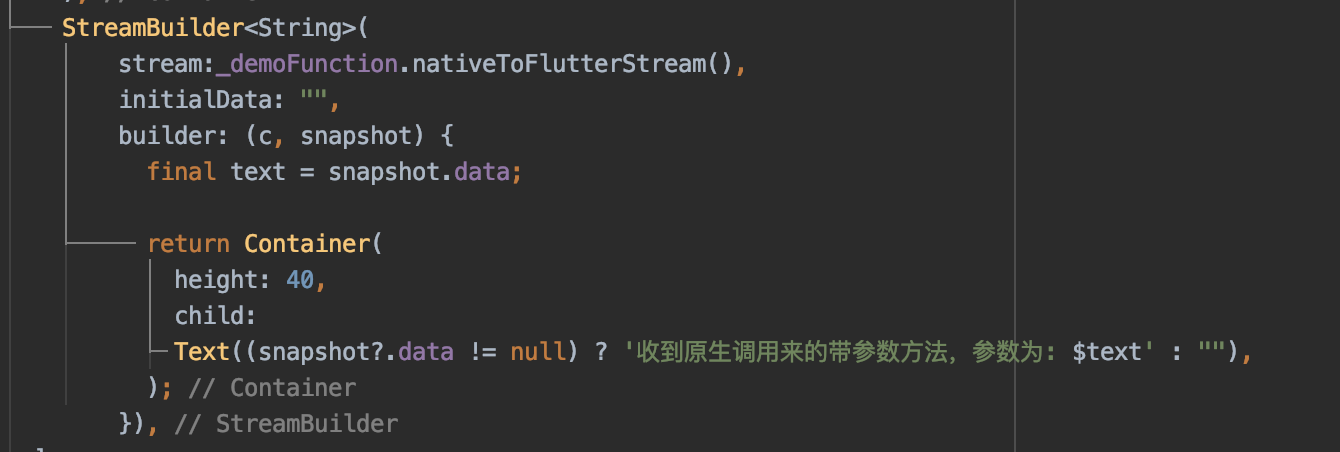 StreamBuilder<String>(
stream:_demoFunction.nativeToFlutterStream(),
initialData: "",
builder: (c, snapshot) {
final text = snapshot.data;
return Container(
height: 40,
child:
Text((snapshot?.data != null) ? '收到原生调用来的带参数方法，参数为: $text' : ""),
); // Container
}), // StreamBuilder